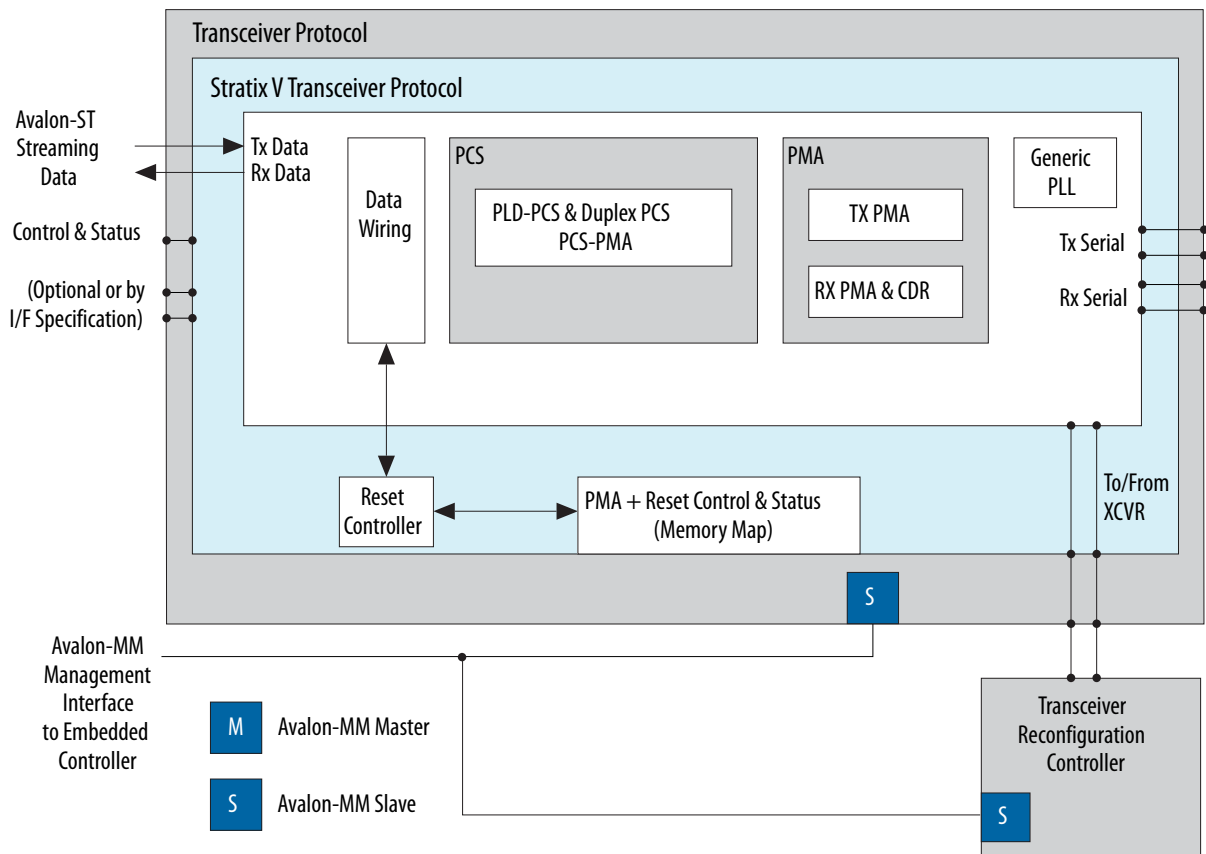 Transceiver Protocol
Stratix V Transceiver Protocol
Avalon-ST
Streaming
Data
Tx Data
Rx Data
Data
Wiring
PCS
PLD-PCS & Duplex PCS
PCS-PMA
PMA
TX PMA
RX PMA & CDR
Generic
PLL
Control & Status
(Optional or by
I/F Specification)
Tx Serial
Rx Serial
Reset
Controller
PMA + Reset Control & Status
(Memory Map)
To/From
XCVR
S
Avalon-MM
Management
Interface
to Embedded
Controller
M
Avalon-MM Master
S
Avalon-MM Slave
Transceiver
Reconfiguration
Controller
S